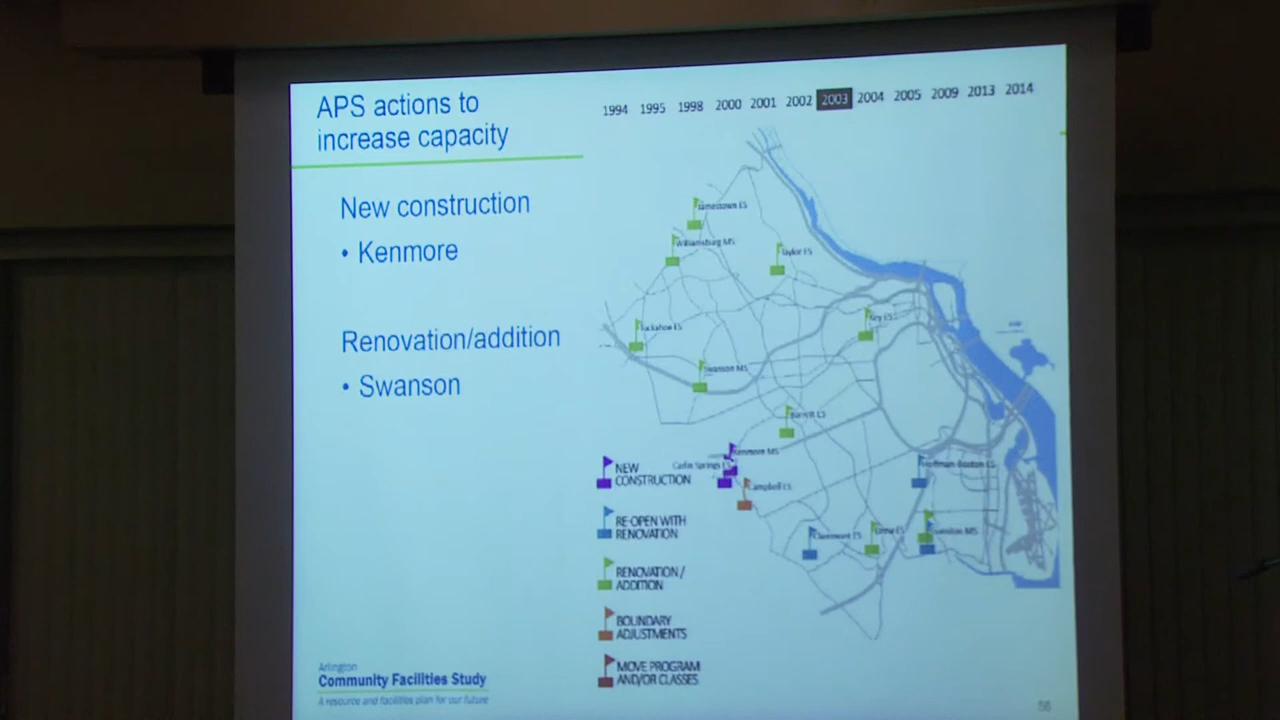 APS actions to
increase capacity
1994 1995 1998 2000 2001 2002 2003 2004 2005 2009 2013 2014
New construction
• Kenmore
Renovation/addition
• Swanson
Jamestown ES
Williamsburg MS
Taylor ES
Tuckahoe ES
Key ES
Swanson MS
Barrett ES
Kenmore MS
Carlin Springs ES
Campbell ES
Hoffman-Boston ES
Claremont ES
Drew ES
Gunston MS
NEW
CONSTRUCTION
RE-OPEN WITH
RENOVATION
RENOVATION /
ADDITION
BOUNDARY
ADJUSTMENTS
MOVE PROGRAM
AND/OR CLASSES
Arlington
Community Facilities Study
A resource and facilities plan for our future